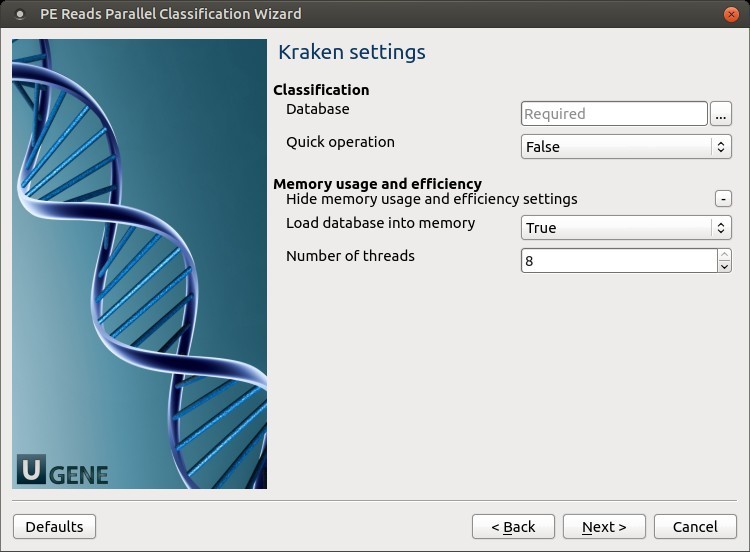 PE Reads Parallel Classification Wizard
Kraken settings
Classification
Database Required ...
Quick operation False
Memory usage and efficiency
Hide memory usage and efficiency settings -
Load database into memory True
Number of threads 8
U GENE
Defaults < Back Next > Cancel